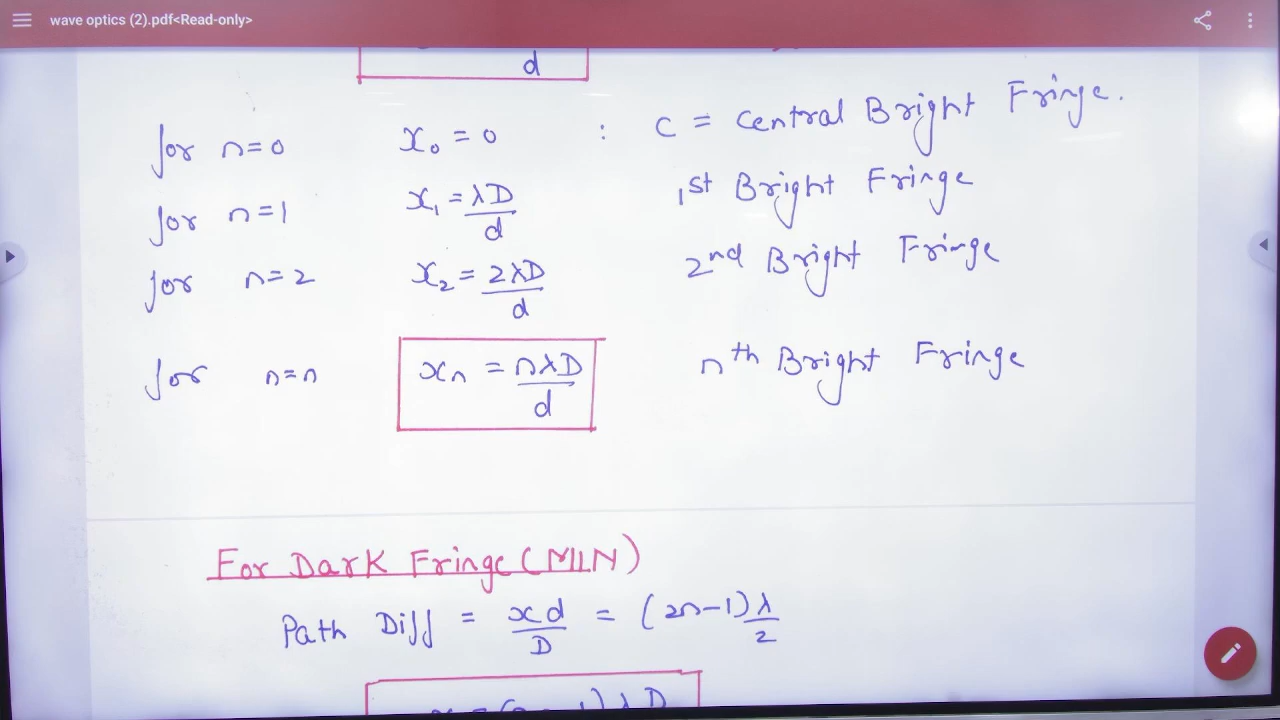 wave optics (2).pdf<Read-only>
d
for n=0 x₀ = 0 : C = Central Bright Fringe.
for n=1 x₁ = λD/d 1st Bright Fringe
for n=2 x₂ = 2λD/d 2nd Bright Fringe
for n=n xₙ = nλD/d nth Bright Fringe
For Dark Fringe (MIN)
Path Diff = xd/D = (2n-1)λ/2